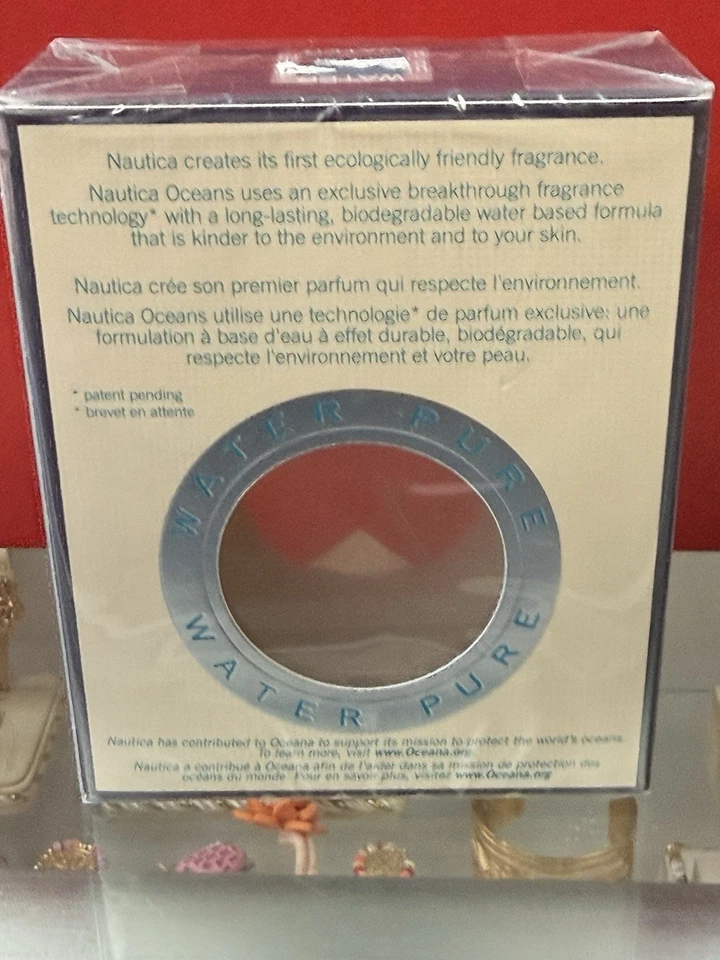 Nautica creates its first ecologically friendly fragrance.
Nautica Oceans uses an exclusive breakthrough fragrance
technology* with a long-lasting, biodegradable water based formula
that is kinder to the environment and to your skin.
Nautica crée son premier parfum qui respecte l'environnement.
Nautica Oceans utilise une technologie* de parfum exclusive: une
formulation à base d'eau à effet durable, biodégradable, qui
respecte l'environnement et votre peau.
* patent pending
* brevet en attente
WATER PURE
WATER PURE
Nautica has contributed to Oceana to support its mission to protect the world's oceans.
To learn more, visit www.Oceana.org.
Nautica a contribué à Oceana afin de l'aider dans sa mission de protection des
océans du monde. Pour en savoir plus, visitez www.Oceana.org